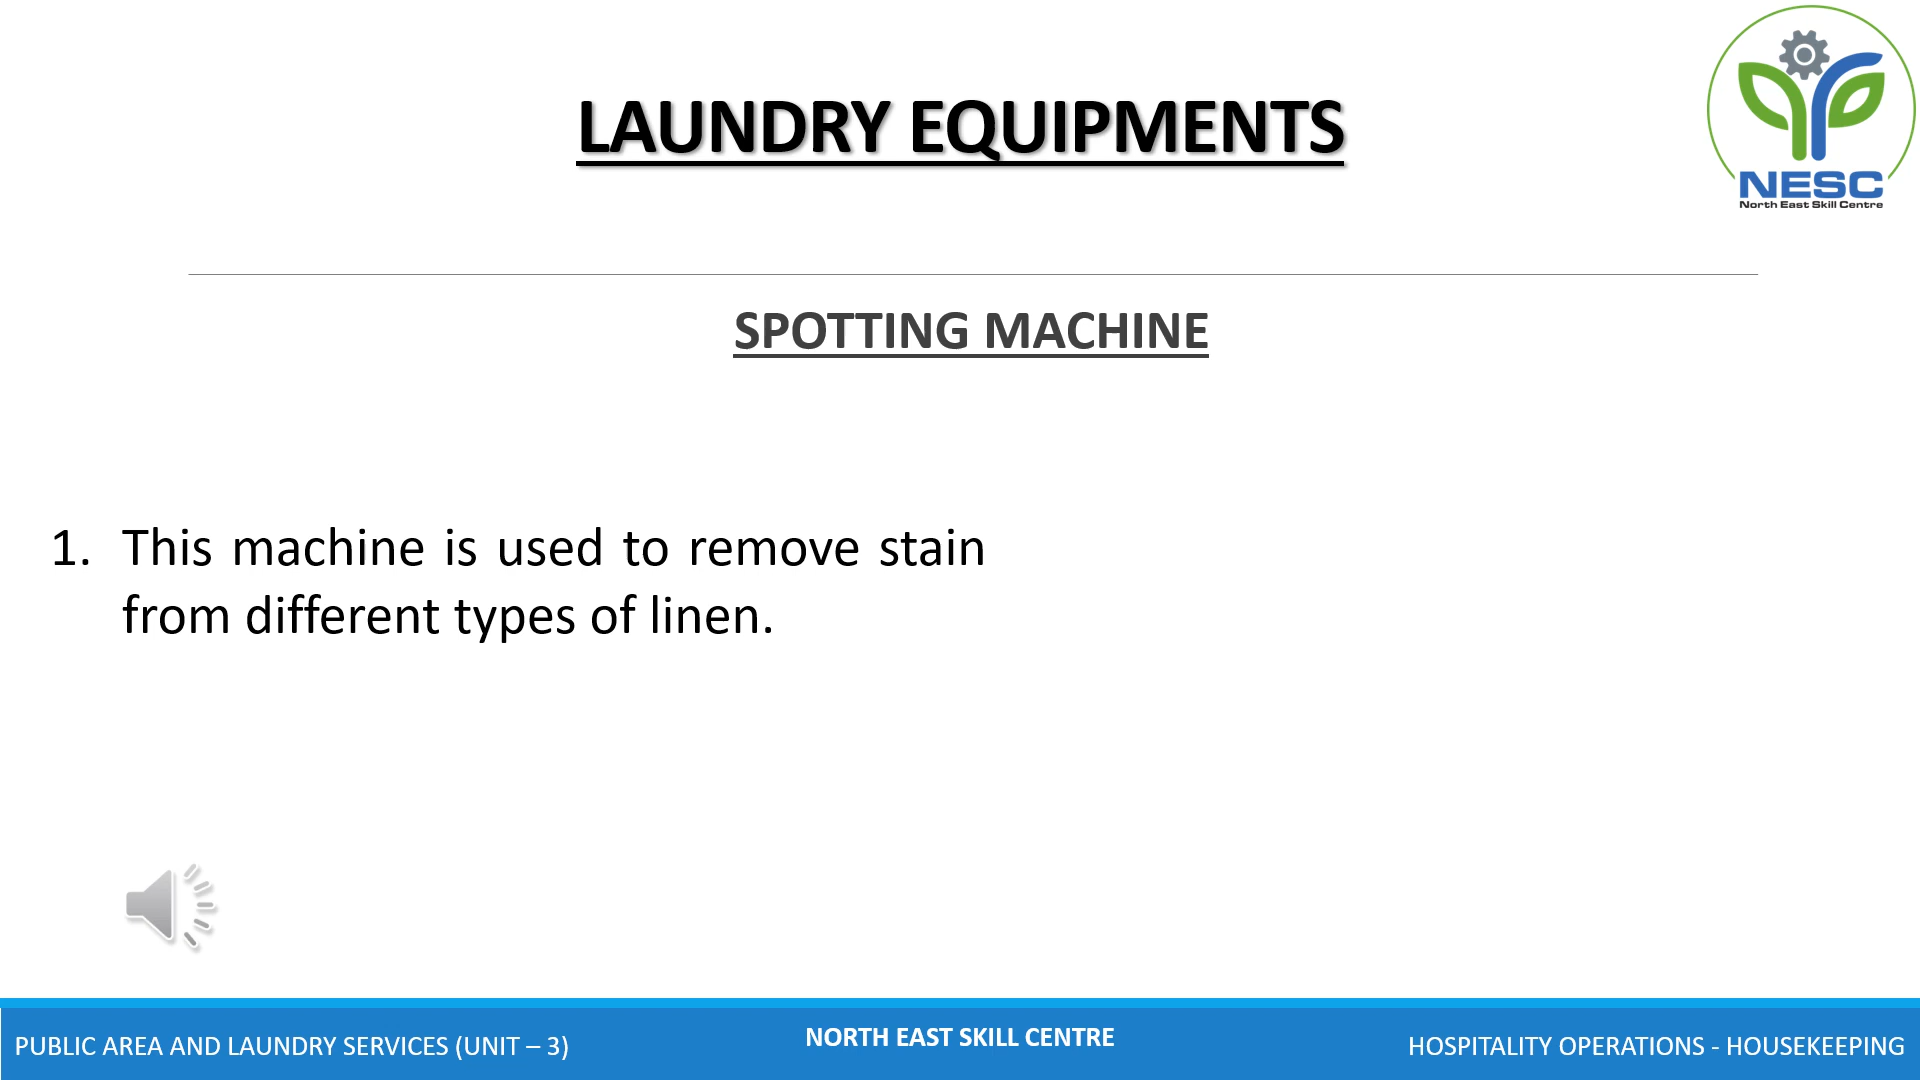 LAUNDRY EQUIPMENTS
NESC
North East Skill Centre
SPOTTING MACHINE
1. This machine is used to remove stain
from different types of linen.
PUBLIC AREA AND LAUNDRY SERVICES (UNIT – 3)
NORTH EAST SKILL CENTRE
HOSPITALITY OPERATIONS - HOUSEKEEPING